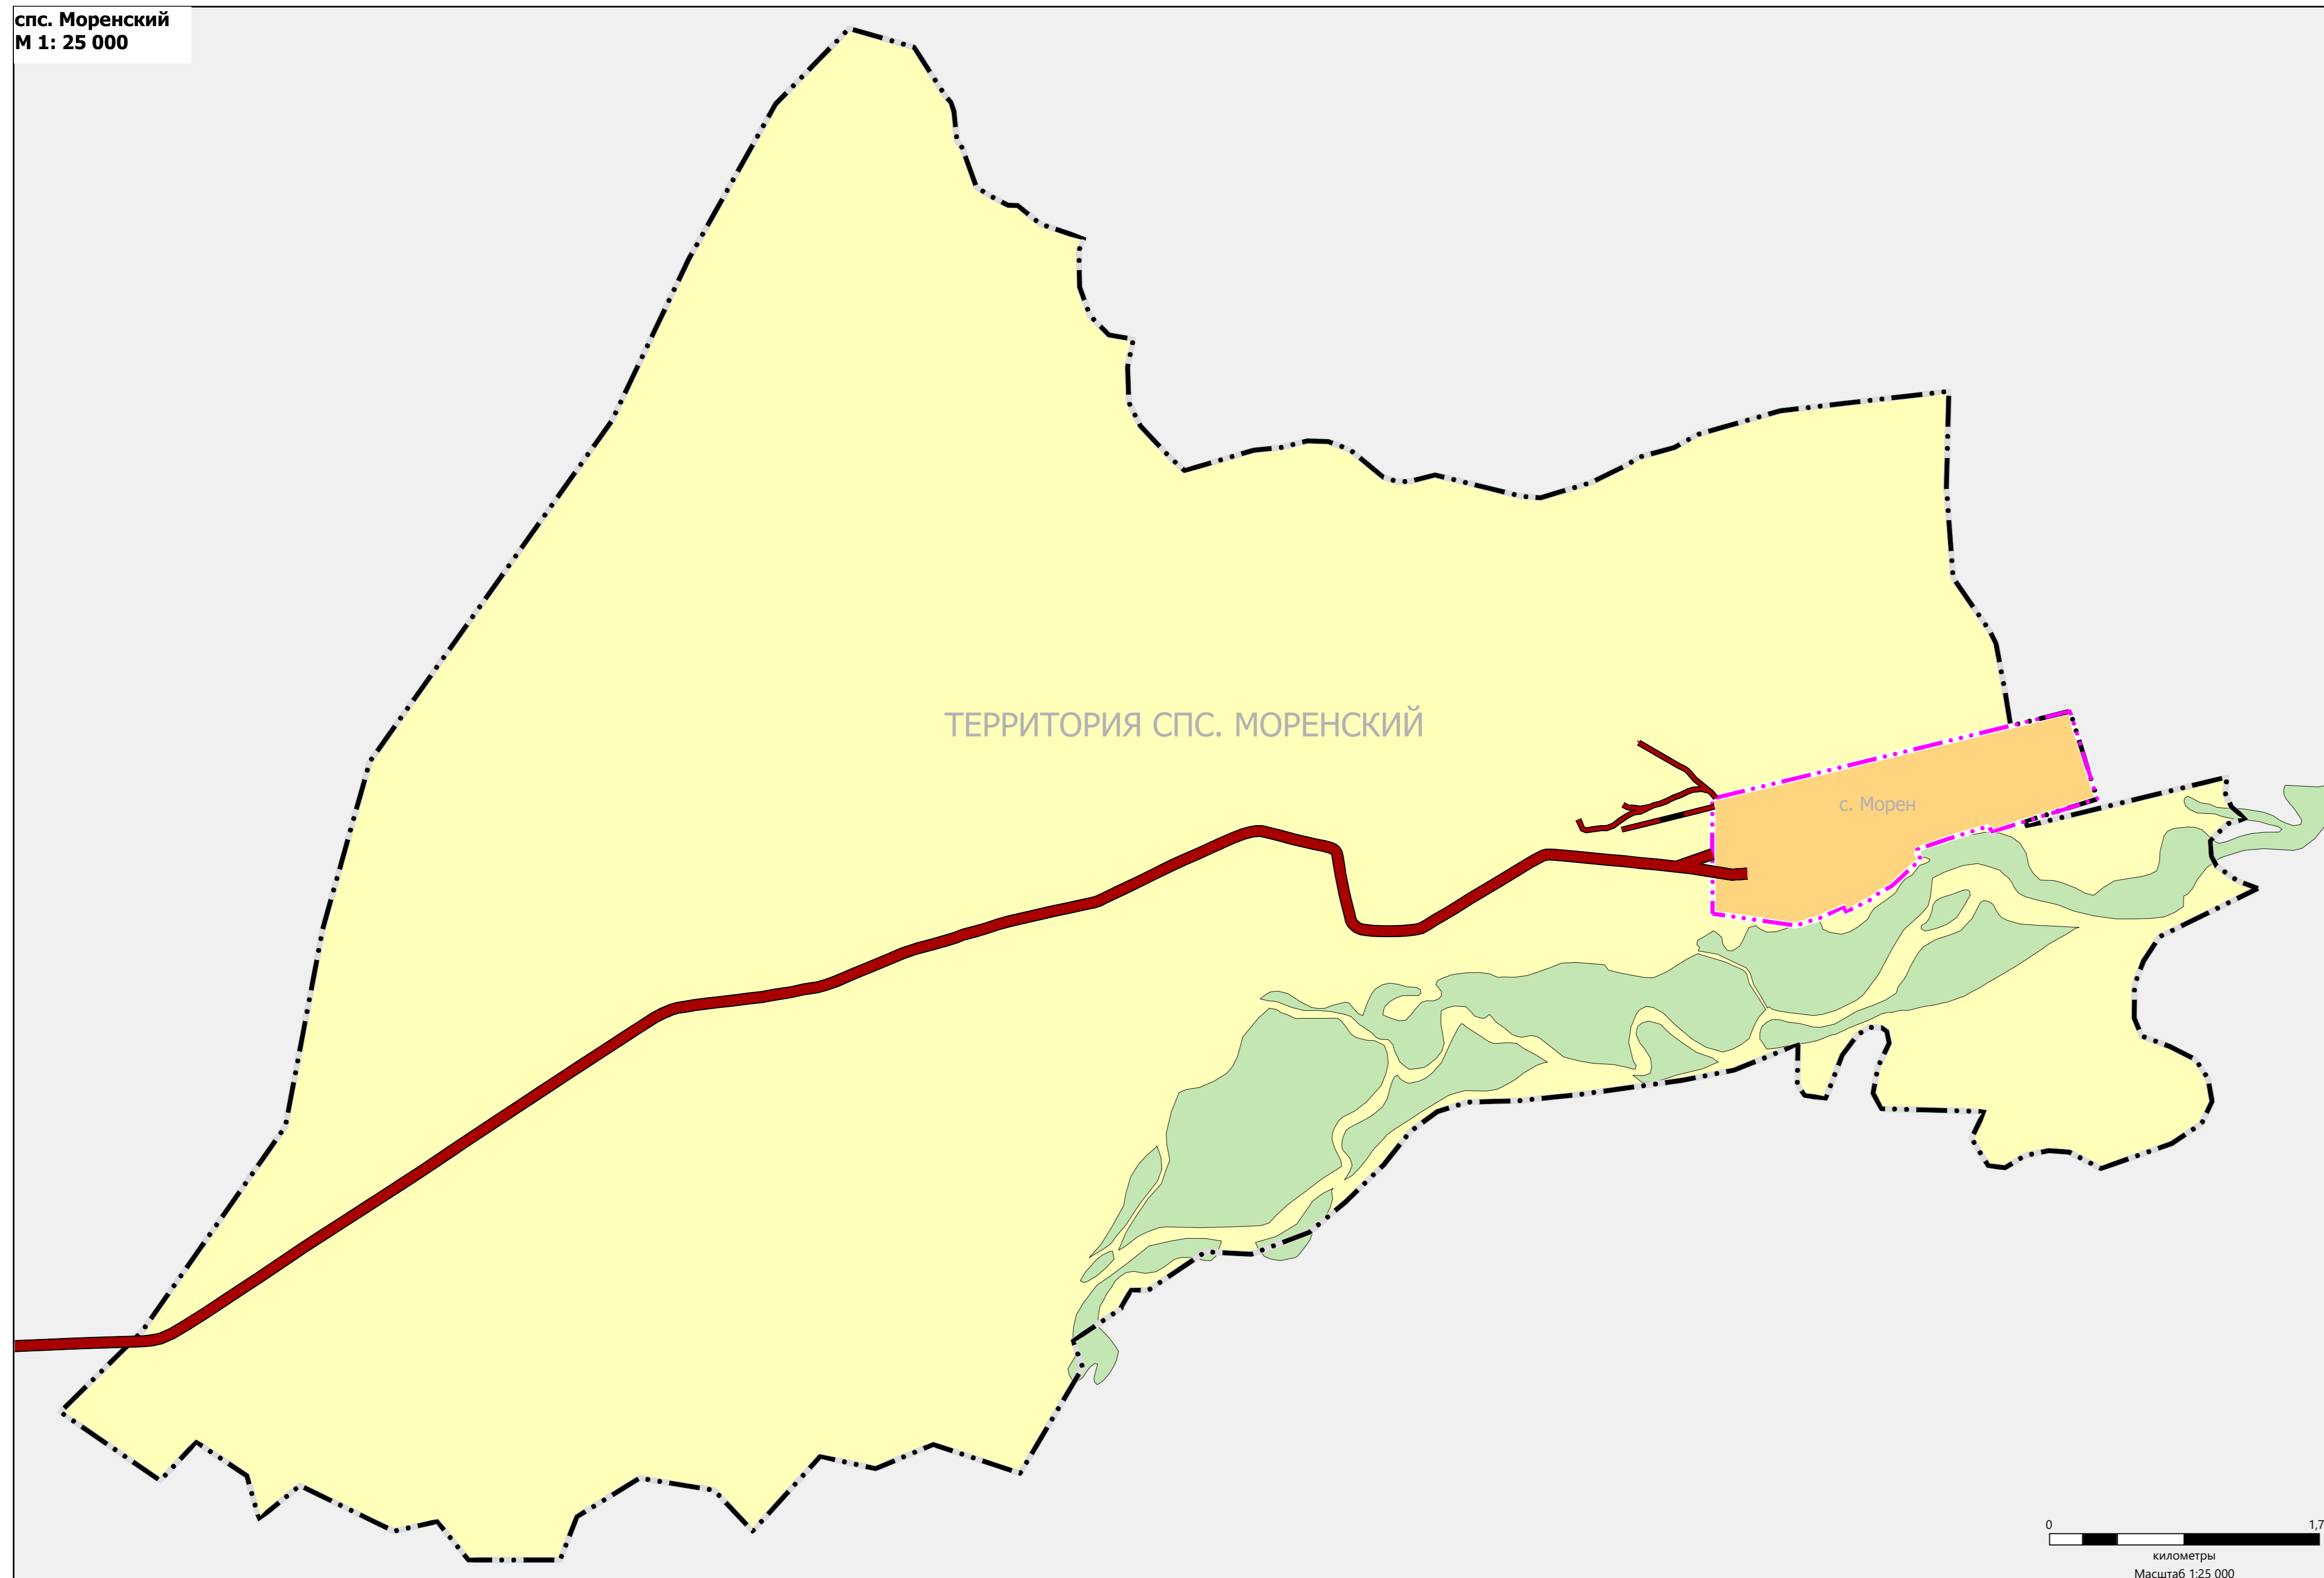 спс. Моренский
М 1: 25 000
ТЕРРИТОРИЯ СПС. МОРЕНСКИЙ
с. Морен
0 1,7
километры
Масштаб 1:25 000